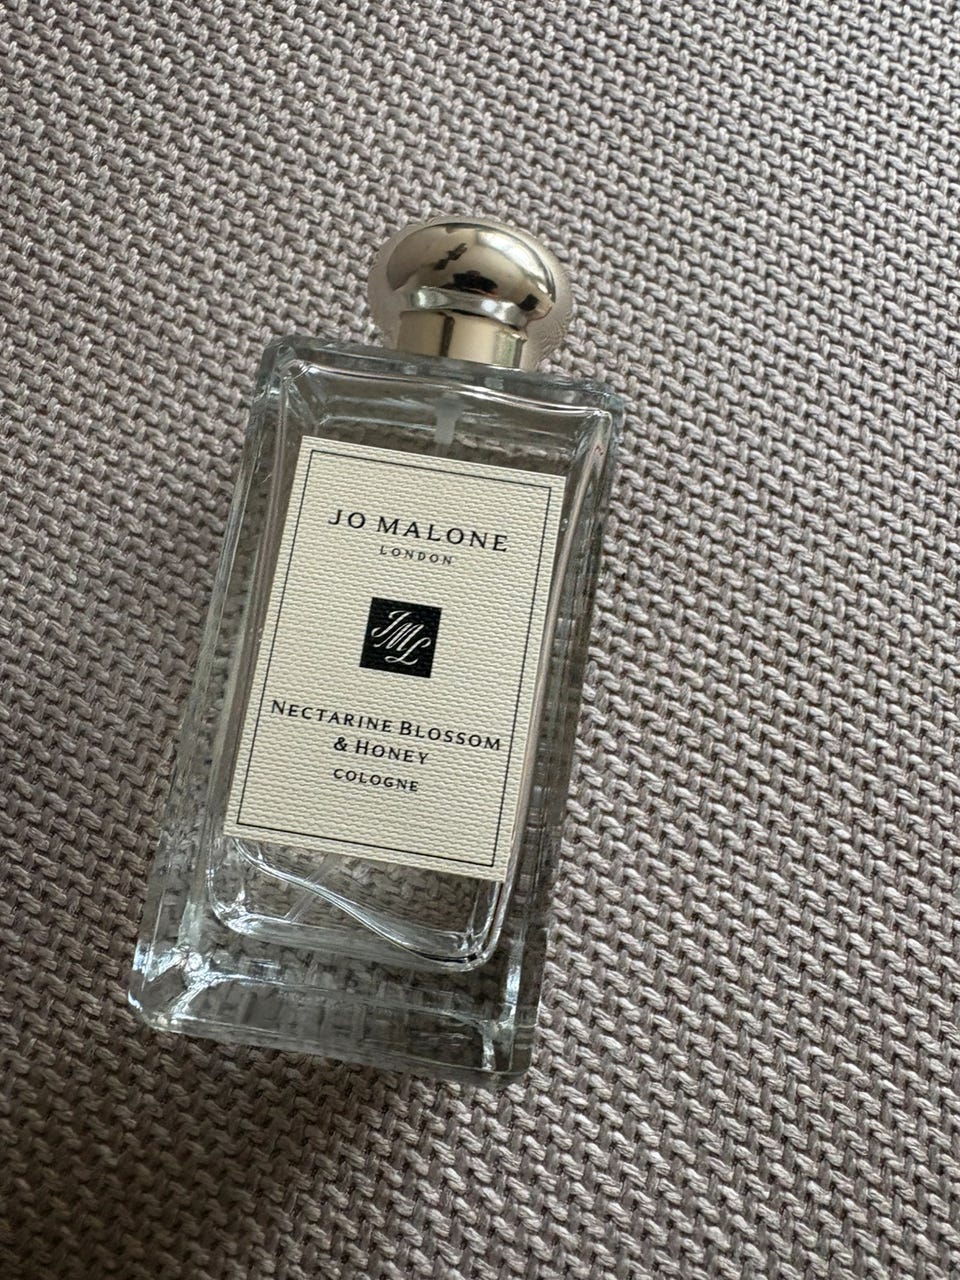 JO MALONE
LONDON
JML
NECTARINE BLOSSOM
& HONEY
COLOGNE